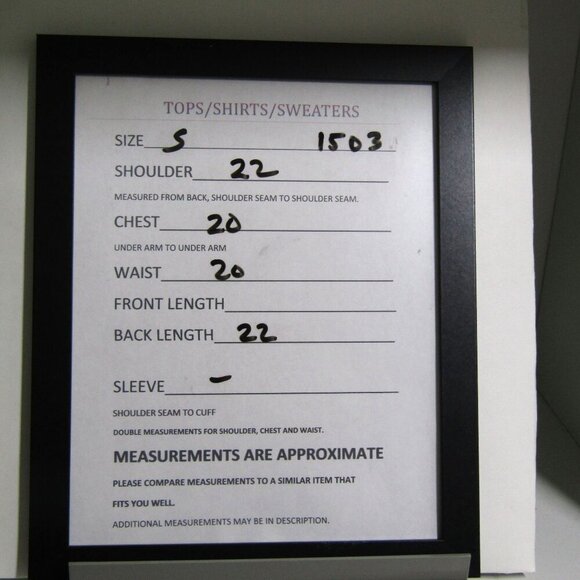 TOPS/SHIRTS/SWEATERS
SIZE S 1503
SHOULDER 22
MEASURED FROM BACK, SHOULDER SEAM TO SHOULDER SEAM.
CHEST 20
UNDER ARM TO UNDER ARM
WAIST 20
FRONT LENGTH
BACK LENGTH 22
SLEEVE –
SHOULDER SEAM TO CUFF
DOUBLE MEASUREMENTS FOR SHOULDER, CHEST AND WAIST.
MEASUREMENTS ARE APPROXIMATE
PLEASE COMPARE MEASUREMENTS TO A SIMILAR ITEM THAT
FITS YOU WELL.
ADDITIONAL MEASUREMENTS MAY BE IN DESCRIPTION.